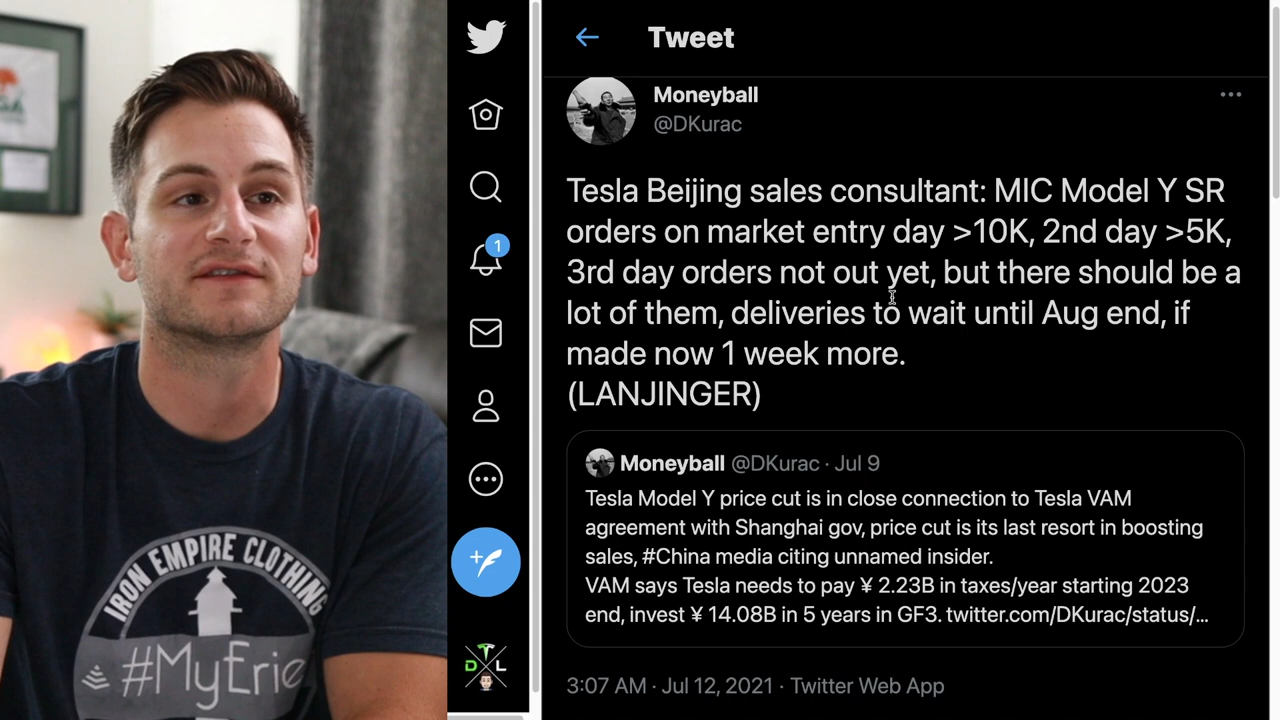 GA
IRON EMPIRE CLOTHING
#MyErie
Tweet
Moneyball
@DKurac
Tesla Beijing sales consultant: MIC Model Y SR
orders on market entry day >10K, 2nd day >5K,
3rd day orders not out yet, but there should be a
lot of them, deliveries to wait until Aug end, if
made now 1 week more.
(LANJINGER)
Moneyball @DKurac · Jul 9
Tesla Model Y price cut is in close connection to Tesla VAM
agreement with Shanghai gov, price cut is its last resort in boosting
sales, #China media citing unnamed insider.
VAM says Tesla needs to pay ¥ 2.23B in taxes/year starting 2023
end, invest ¥ 14.08B in 5 years in GF3. twitter.com/DKurac/status/...
3:07 AM · Jul 12, 2021 · Twitter Web App
1
D L